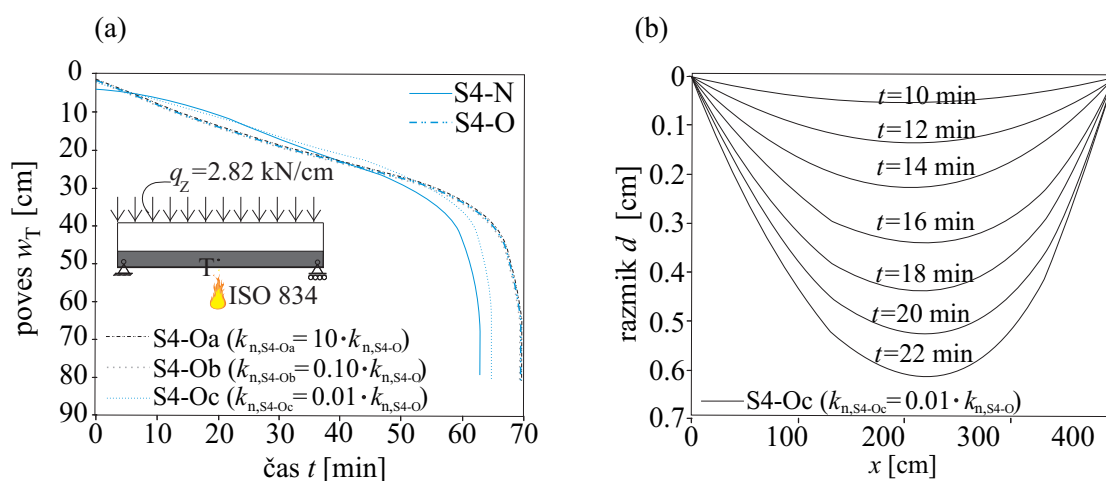 (a)
0
10
20
30
40
50
60
70
80
90
poves w_T [cm]
S4-N
S4-O
q_Z=2.82 kN/cm
T
ISO 834
S4-Oa (k_n,S4-Oa=10·k_n,S4-O)
S4-Ob (k_n,S4-Ob=0.10·k_n,S4-O)
S4-Oc (k_n,S4-Oc=0.01·k_n,S4-O)
0 10 20 30 40 50 60 70
čas t [min]
(b)
0
0.1
0.2
0.3
0.4
0.5
0.6
0.7
razmik d [cm]
t=10 min
t=12 min
t=14 min
t=16 min
t=18 min
t=20 min
t=22 min
S4-Oc (k_n,S4-Oc=0.01·k_n,S4-O)
0 100 200 300 400
x [cm]